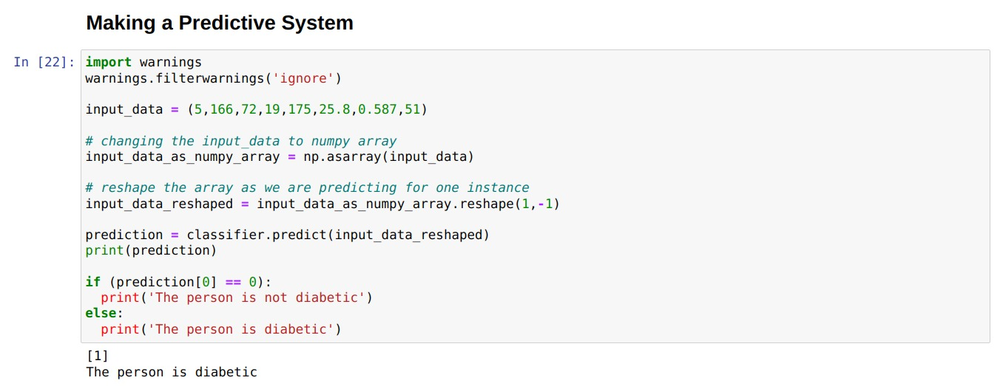 Making a Predictive System
In [22]:
import warnings
warnings.filterwarnings('ignore')
input_data = (5,166,72,19,175,25.8,0.587,51)
# changing the input_data to numpy array
input_data_as_numpy_array = np.asarray(input_data)
# reshape the array as we are predicting for one instance
input_data_reshaped = input_data_as_numpy_array.reshape(1,-1)
prediction = classifier.predict(input_data_reshaped)
print(prediction)
if (prediction[0] == 0):
  print('The person is not diabetic')
else:
  print('The person is diabetic')
[1]
The person is diabetic